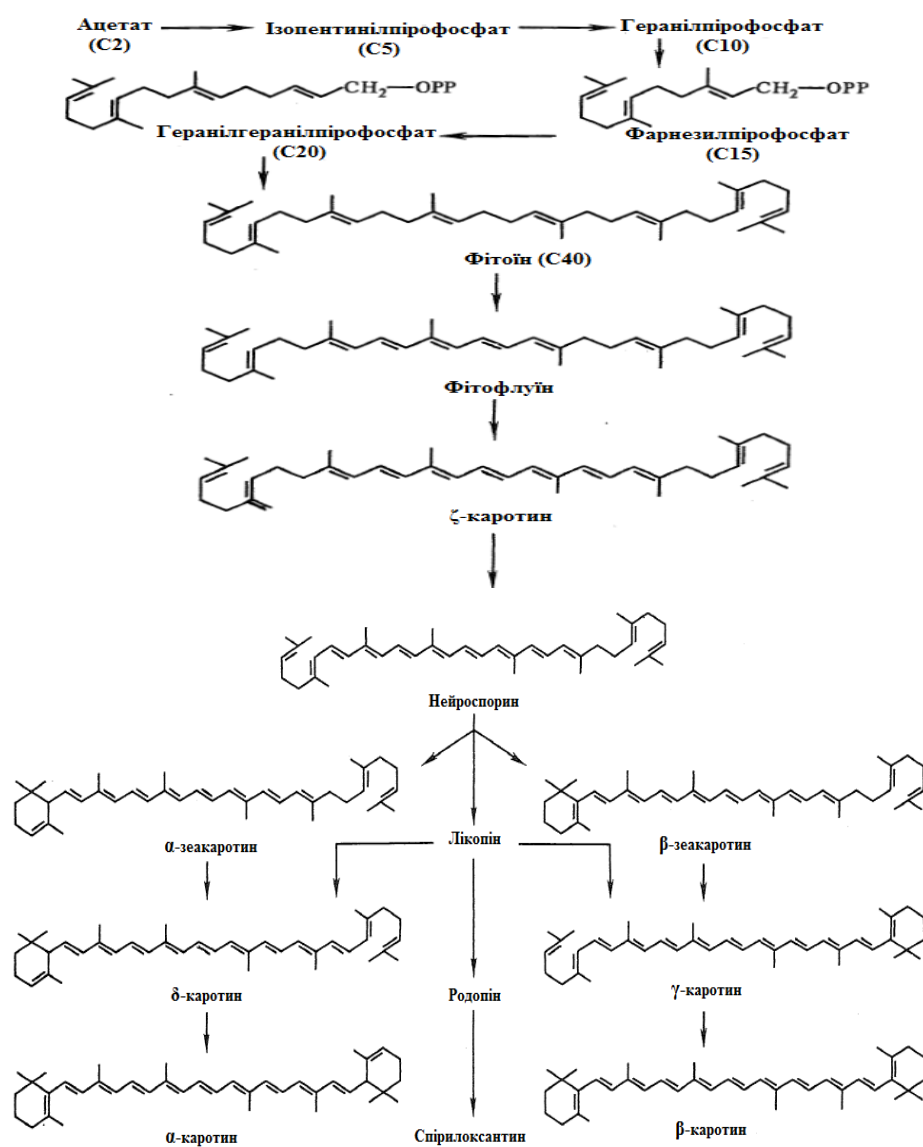 Ацетат
(С2)
Ізопентинілпірофосфат
(С5)
Геранілпірофосфат
(С10)
CH₂—OPP
CH₂—OPP
Геранілгеранілпірофосфат
(С20)
Фарнезилпірофосфат
(С15)
Фітоїн (С40)
Фітофлуїн
ζ-каротин
Нейроспорин
α-зеакаротин
Лікопін
β-зеакаротин
δ-каротин
Родопін
γ-каротин
α-каротин
Спірилоксантин
β-каротин